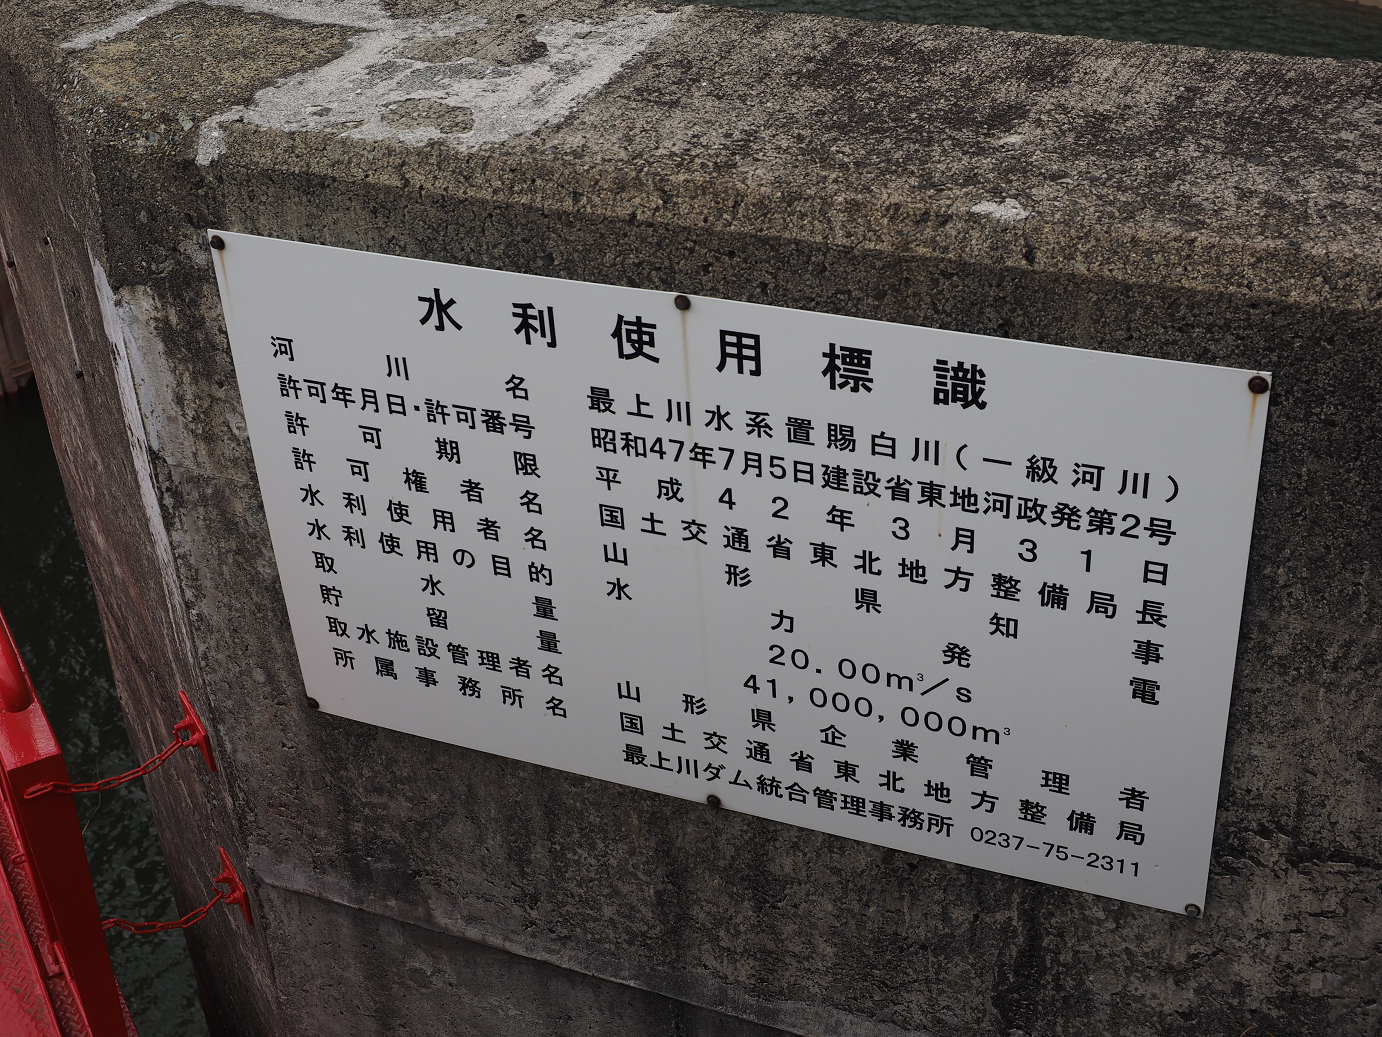 水利使用標識
河川名 最上川水系置賜白川(一級河川)
許可年月日・許可番号 昭和47年7月5日建設省東地河政発第2号
許可期限 平成42年3月31日
許可権者名 国土交通省東北地方整備局長
水利使用者名 山形県知事
水利使用の目的 水力発電
取水量 20.00m³/s
貯留量 41,000,000m³
取水施設管理者名 山形県企業管理者
所属事務所名 国土交通省東北地方整備局
最上川ダム統合管理事務所 0237-75-2311